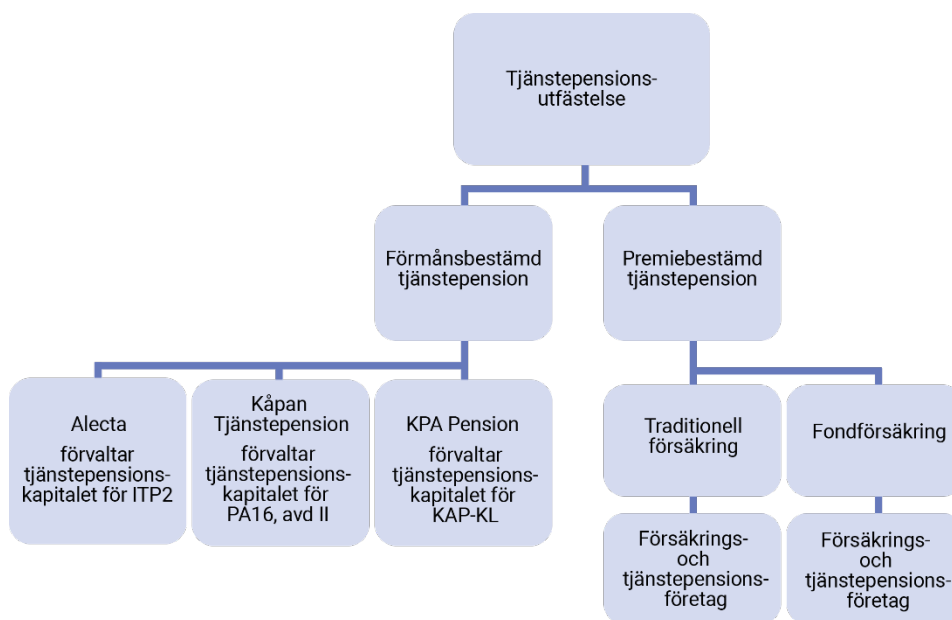 Tjänstepensions-
utfästelse
Förmånsbestämd
tjänstepension
Premiebestämd
tjänstepension
Alecta
förvaltar
tjänstepensions-
kapitalet för ITP2
Kåpan
Tjänstepension
förvaltar
tjänstepensions-
kapitalet för
PA16, avd II
KPA Pension
förvaltar
tjänstepensions-
kapitalet för
KAP-KL
Traditionell
försäkring
Fondförsäkring
Försäkrings-
och
tjänstepensions-
företag
Försäkrings-
och
tjänstepensions-
företag